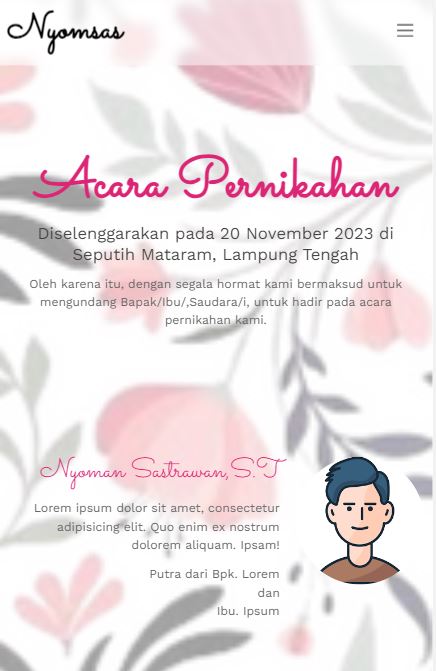 Nyomsas
Acara Pernikahan
Diselenggarakan pada 20 November 2023 di
Seputih Mataram, Lampung Tengah
Oleh karena itu, dengan segala hormat kami bermaksud untuk
mengundang Bapak/Ibu/,Saudara/i, untuk hadir pada acara
pernikahan kami.
Nyoman Sastrawan, S.T
Lorem ipsum dolor sit amet, consectetur
adipisicing elit. Quo enim ex nostrum
dolorem aliquam. Ipsam!
Putra dari Bpk. Lorem
dan
Ibu. Ipsum